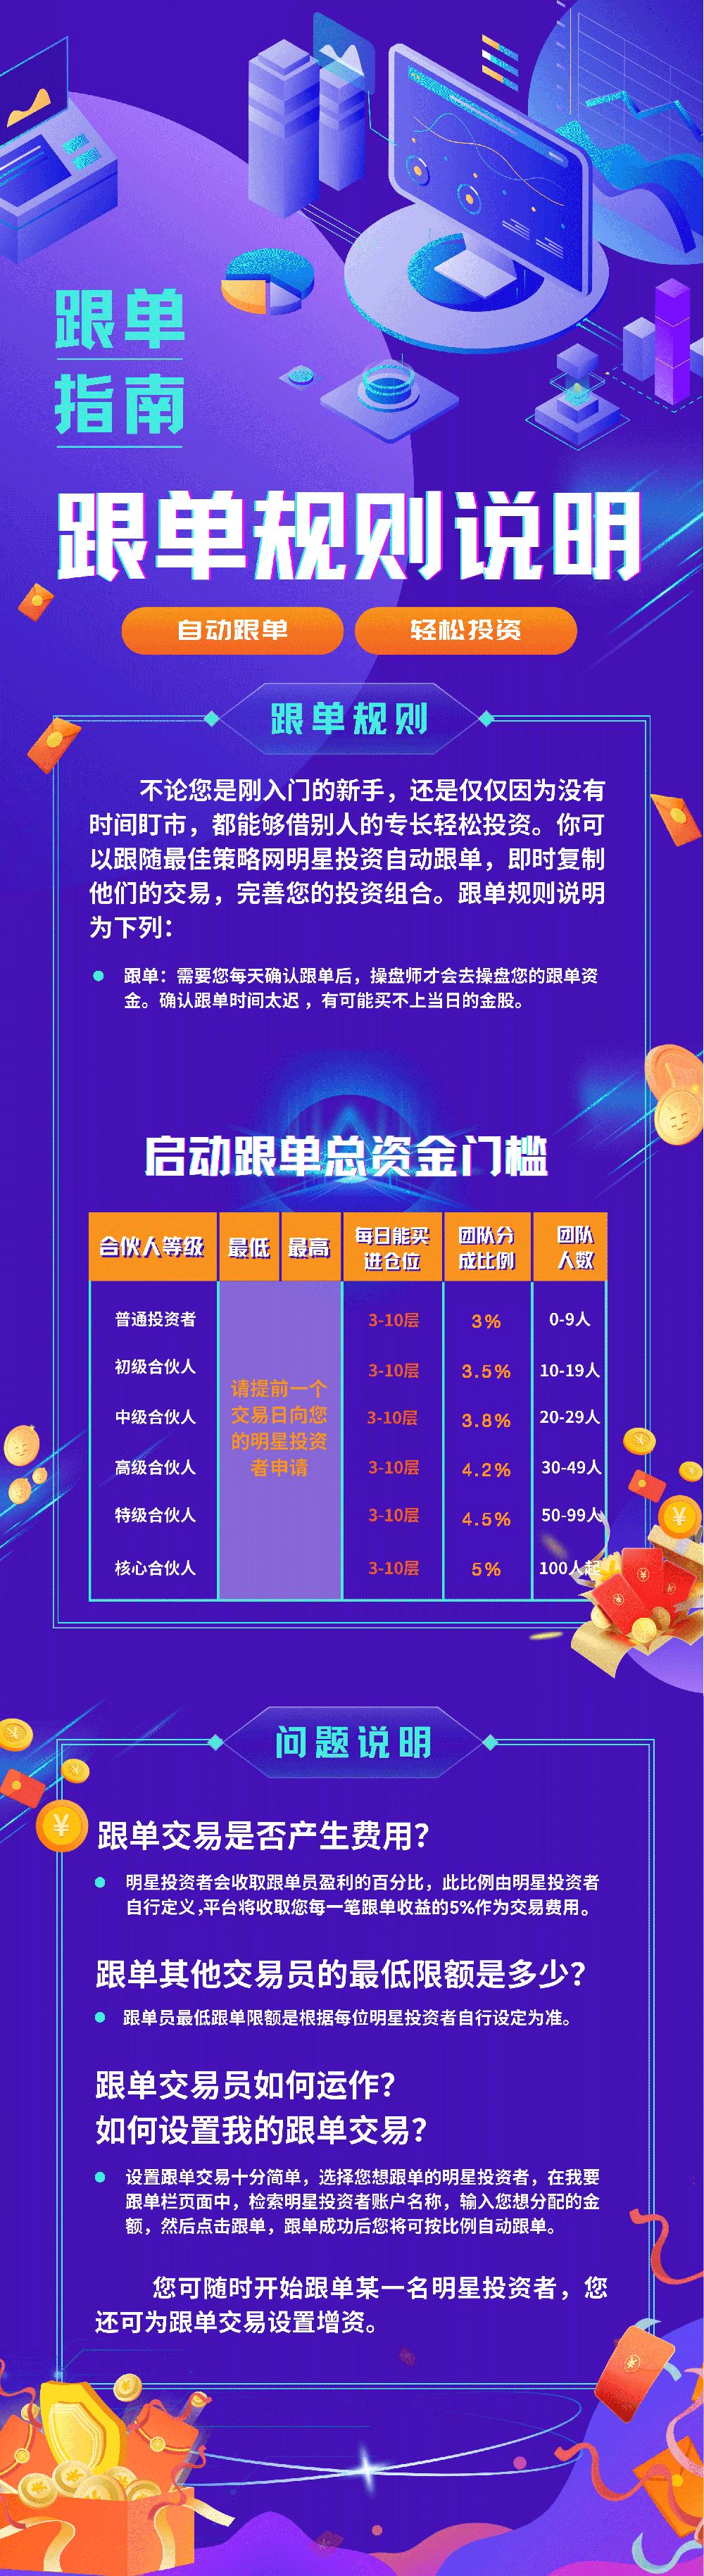 跟单
指南
跟单规则说明
自动跟单 轻松投资
跟单规则
不论您是刚入门的新手，还是仅仅因为没有
时间盯市，都能够借别人的专长轻松投资。你可
以跟随最佳策略网明星投资自动跟单，即时复制
他们的交易，完善您的投资组合。跟单规则说明
为下列：
跟单：需要您每天确认跟单后，操盘师才会去操盘您的跟单资
金。确认跟单时间太迟，有可能买不上当日的金股。
启动跟单总资金门槛
合伙人等级 最低 最高 每日能买进仓位 团队分成比例 团队人数
普通投资者 3-10层 3% 0-9人
初级合伙人 3-10层 3.5% 10-19人
请提前一个
中级合伙人 交易日向您 3-10层 3.8% 20-29人
的明星投资
高级合伙人 者申请 3-10层 4.2% 30-49人
特级合伙人 3-10层 4.5% 50-99人
核心合伙人 3-10层 5% 100人起
问题说明
跟单交易是否产生费用？
明星投资者会收取跟单员盈利的百分比，此比例由明星投资者
自行定义,平台将收取您每一笔跟单收益的5%作为交易费用。
跟单其他交易员的最低限额是多少？
跟单员最低跟单限额是根据每位明星投资者自行设定为准。
跟单交易员如何运作？
如何设置我的跟单交易？
设置跟单交易十分简单，选择您想跟单的明星投资者，在我要
跟单栏页面中，检索明星投资者账户名称，输入您想分配的金
额，然后点击跟单，跟单成功后您将可按比例自动跟单。
您可随时开始跟单某一名明星投资者，您
还可为跟单交易设置增资。